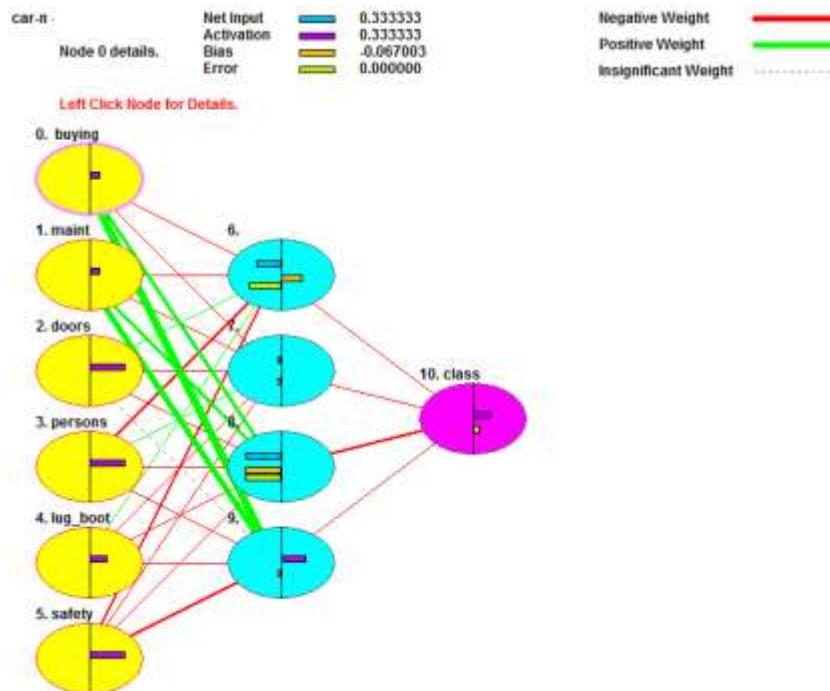 car-n
Net Input 0.333333
Negative Weight
Activation 0.333333
Node 0 details.
Bias -0.067003
Positive Weight
Error 0.000000
Insignificant Weight
Left Click Node for Details.
0. buying
1. maint
6.
2. doors
7.
10. class
3. persons
8.
4. lug_boot
9.
5. safety